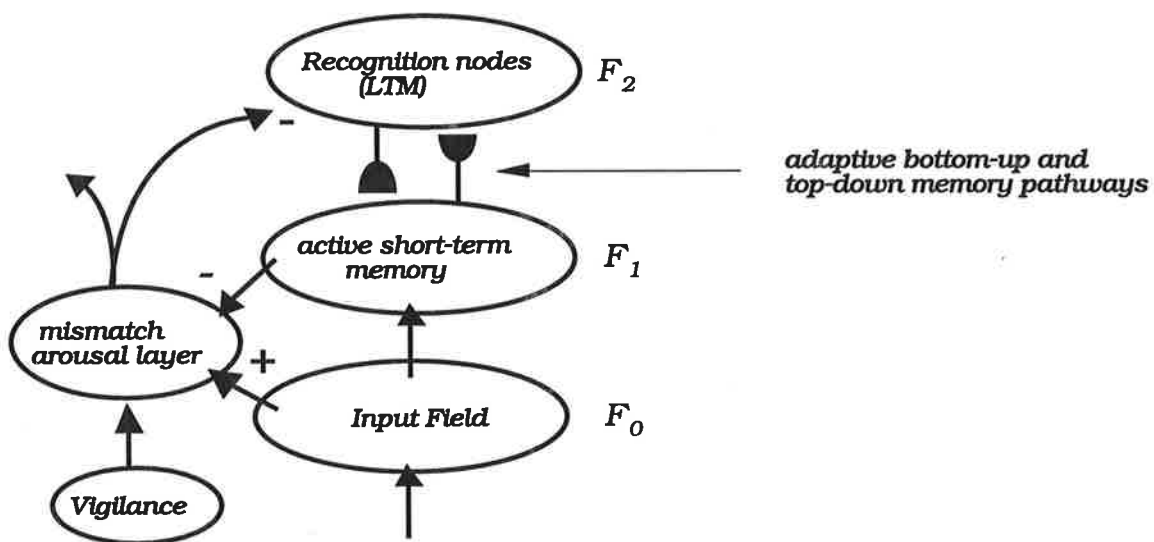 Recognition nodes
(LTM)
F2
-
adaptive bottom-up and
top-down memory pathways
active short-term
memory
F1
-
mismatch
arousal layer
+
Input Field
F0
Vigilance